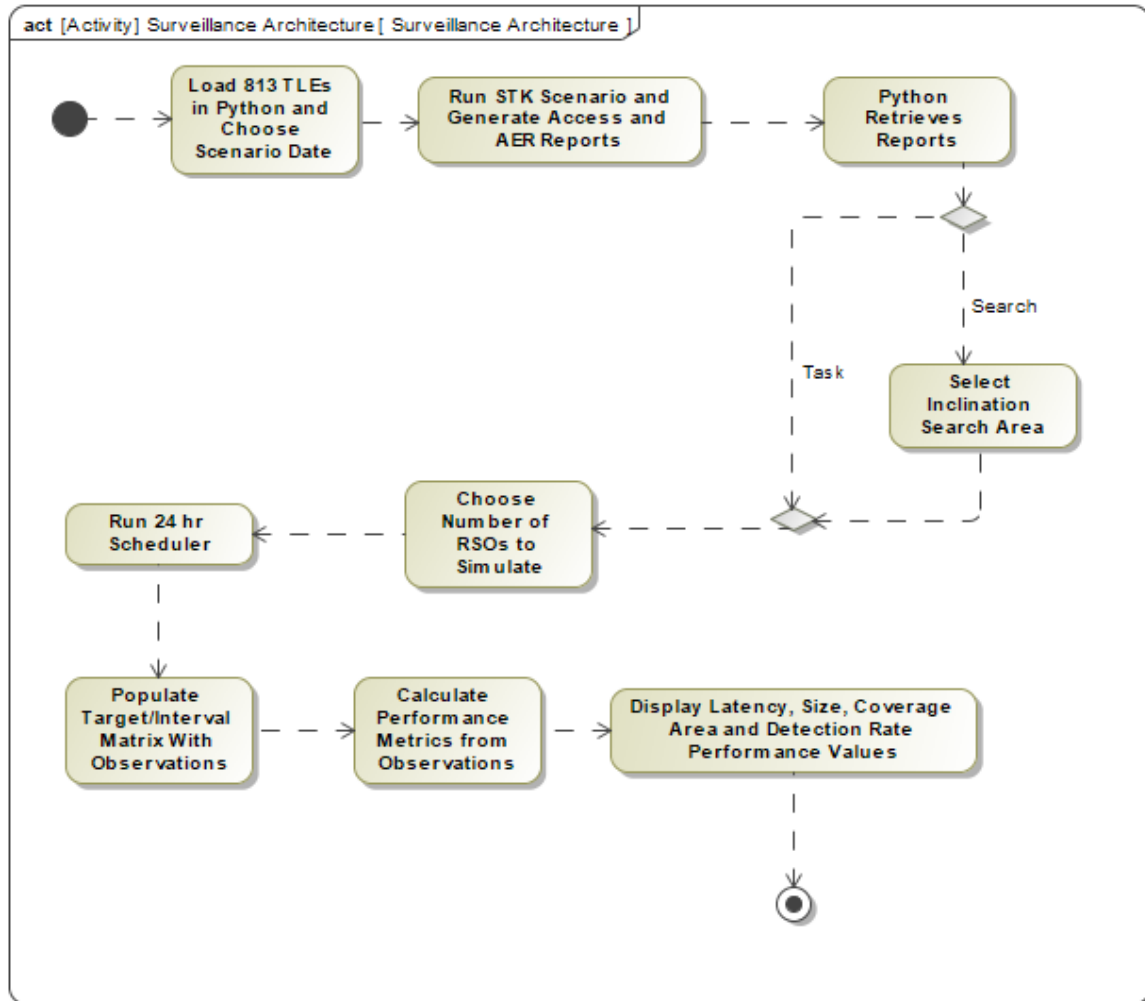 act [Activity] Surveillance Architecture [ Surveillance Architecture ]
Load 813 TLEs
in Python and
Choose
Scenario Date
Run STK Scenario and
Generate Access and
AER Reports
Python
Retrieves
Reports
Search
Task
Select
Inclination
Search Area
Choose
Number of
RSOs to
Simulate
Run 24 hr
Scheduler
Populate
Target/Interval
Matrix With
Observations
Calculate
Performance
Metrics from
Observations
Display Latency, Size, Coverage
Area and Detection Rate
Performance Values